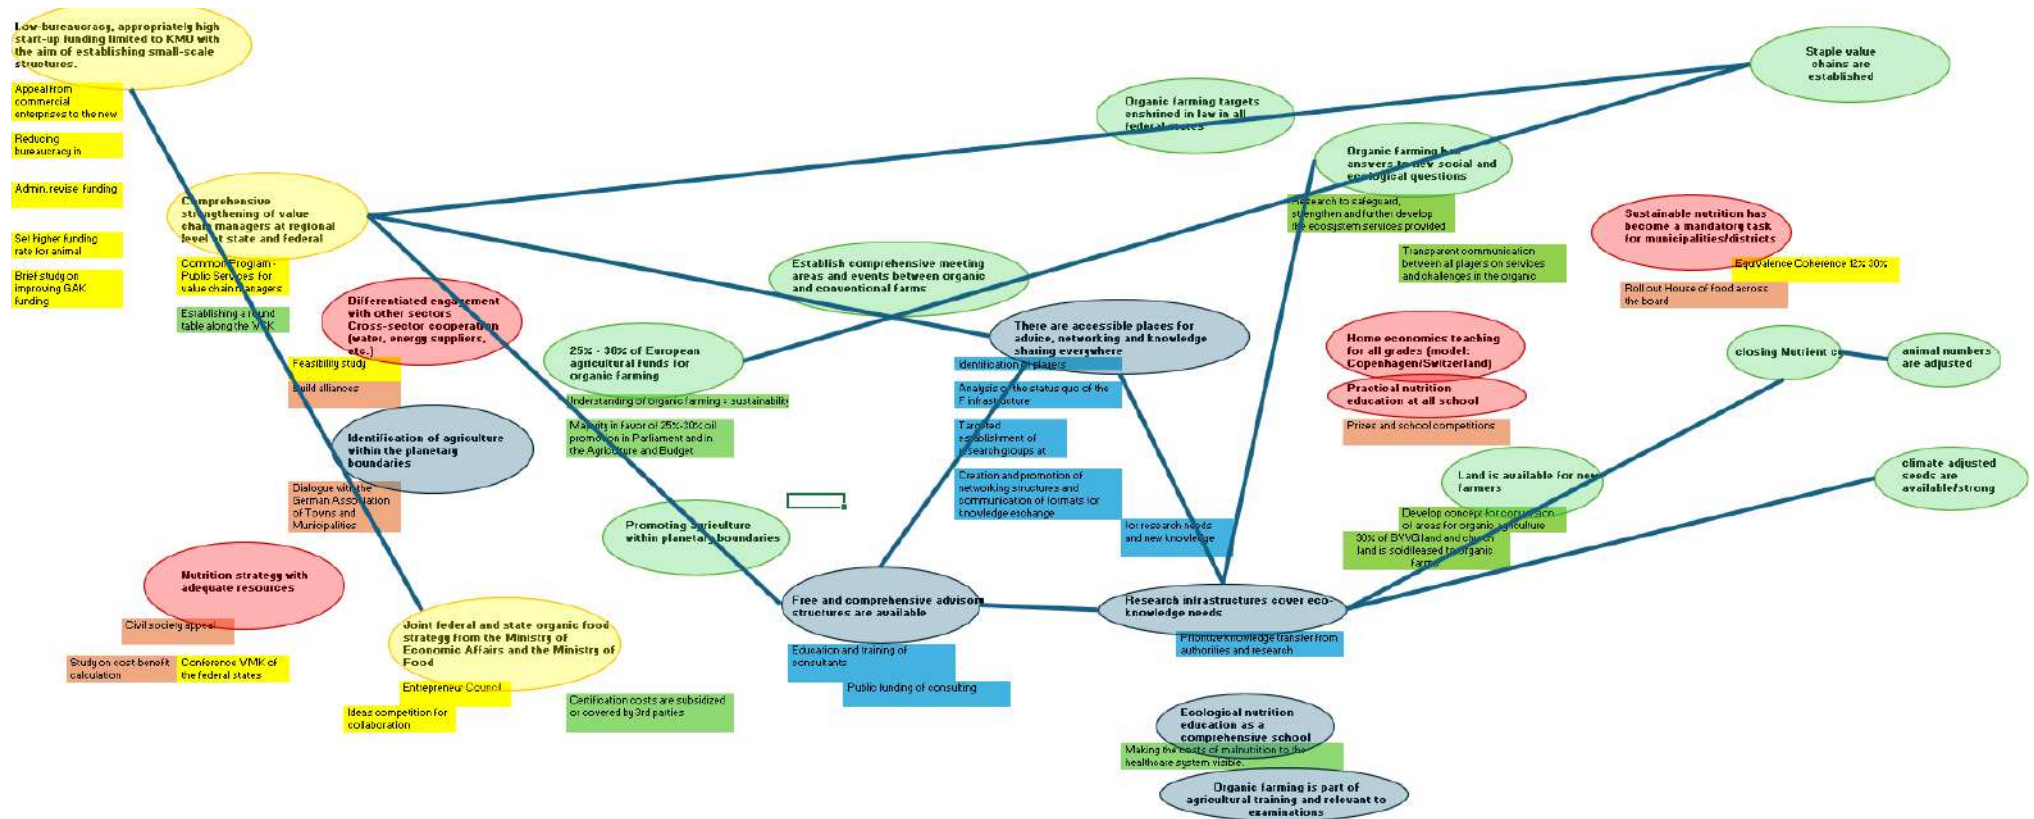 Low-bureaucracy, appropriately high
start-up funding limited to KMU with
the aim of establishing small-scale
structures.
Appeal from
commercial
enterprises to the new
Reducing
bureaucracy in
Admin. revise funding
Set higher funding
rate for animal
Brief study on
improving GAK
funding
Comprehensive
strengthening of value
chain managers at regional
level at state and federal
Common Program -
Public Services for
value chain managers
Establishing a round
table along the WSK
Differentiated engagement
with other sectors
Cross-sector cooperation
(water, energy suppliers,
etc.)
Feasibility study
Build alliances
Identification of agriculture
within the planetary
boundaries
Dialogue with the
German Association
of Towns and
Municipalities
Nutrition strategy with
adequate resources
Civil society appeal
Study on cost-benefit
calculation
Conference VMK of
the federal states
Joint federal and state organic food
strategy from the Ministry of
Economic Affairs and the Ministry of
Food
Entrepreneur Council
Ideas competition for
collaboration
Certification costs are subsidized
or covered by 3rd parties
25% - 30% of European
agricultural funds for
organic farming
Understanding of organic farming = sustainability
Majority in favor of 25%-30% oil
promotion in Parliament and in
the Agriculture and Budget
Promoting agriculture
within planetary boundaries
Establish comprehensive meeting
areas and events between organic
and conventional farms
There are accessible places for
advice, networking and knowledge
sharing everywhere
Identification of players
Analysis of the status quo of the
F infrastructure
Targeted
establishment of
research groups at
Creation and promotion of
networking structures and
communication of formats for
knowledge exchange
for research needs
and new knowledge
Free and comprehensive advisory
structures are available
Education and training of
consultants
Public funding of consulting
Research infrastructures cover eco-
knowledge needs
Prioritize knowledge transfer from
authorities and research
Ecological nutrition
education as a
comprehensive school
Making the costs of malnutrition to the
healthcare system visible.
Organic farming is part of
agricultural training and relevant to
examinations
Organic farming targets
enshrined in law in all
federal states
Organic farming has
answers to new social and
ecological questions
Research to safeguard,
strengthen and further develop
the ecosystem services provided
Transparent communication
between all players on services
and challenges in the organic
Staple value
chains are
established
Sustainable nutrition has
become a mandatory task
for municipalities/districts
Equivalence Coherence 12% 30%
Roll out House of food across
the board
Home economics teaching
for all grades (model:
Copenhagen/Switzerland)
Practical nutrition
education at all school
Prizes and school competitions
closing Nutrient
animal numbers
are adjusted
Land is available for new
farmers
Develop concept for conversion
of areas for organic agriculture
30% of BVVG land and church
land is sold/leased to organic
farms
climate adjusted
seeds are
available/strong